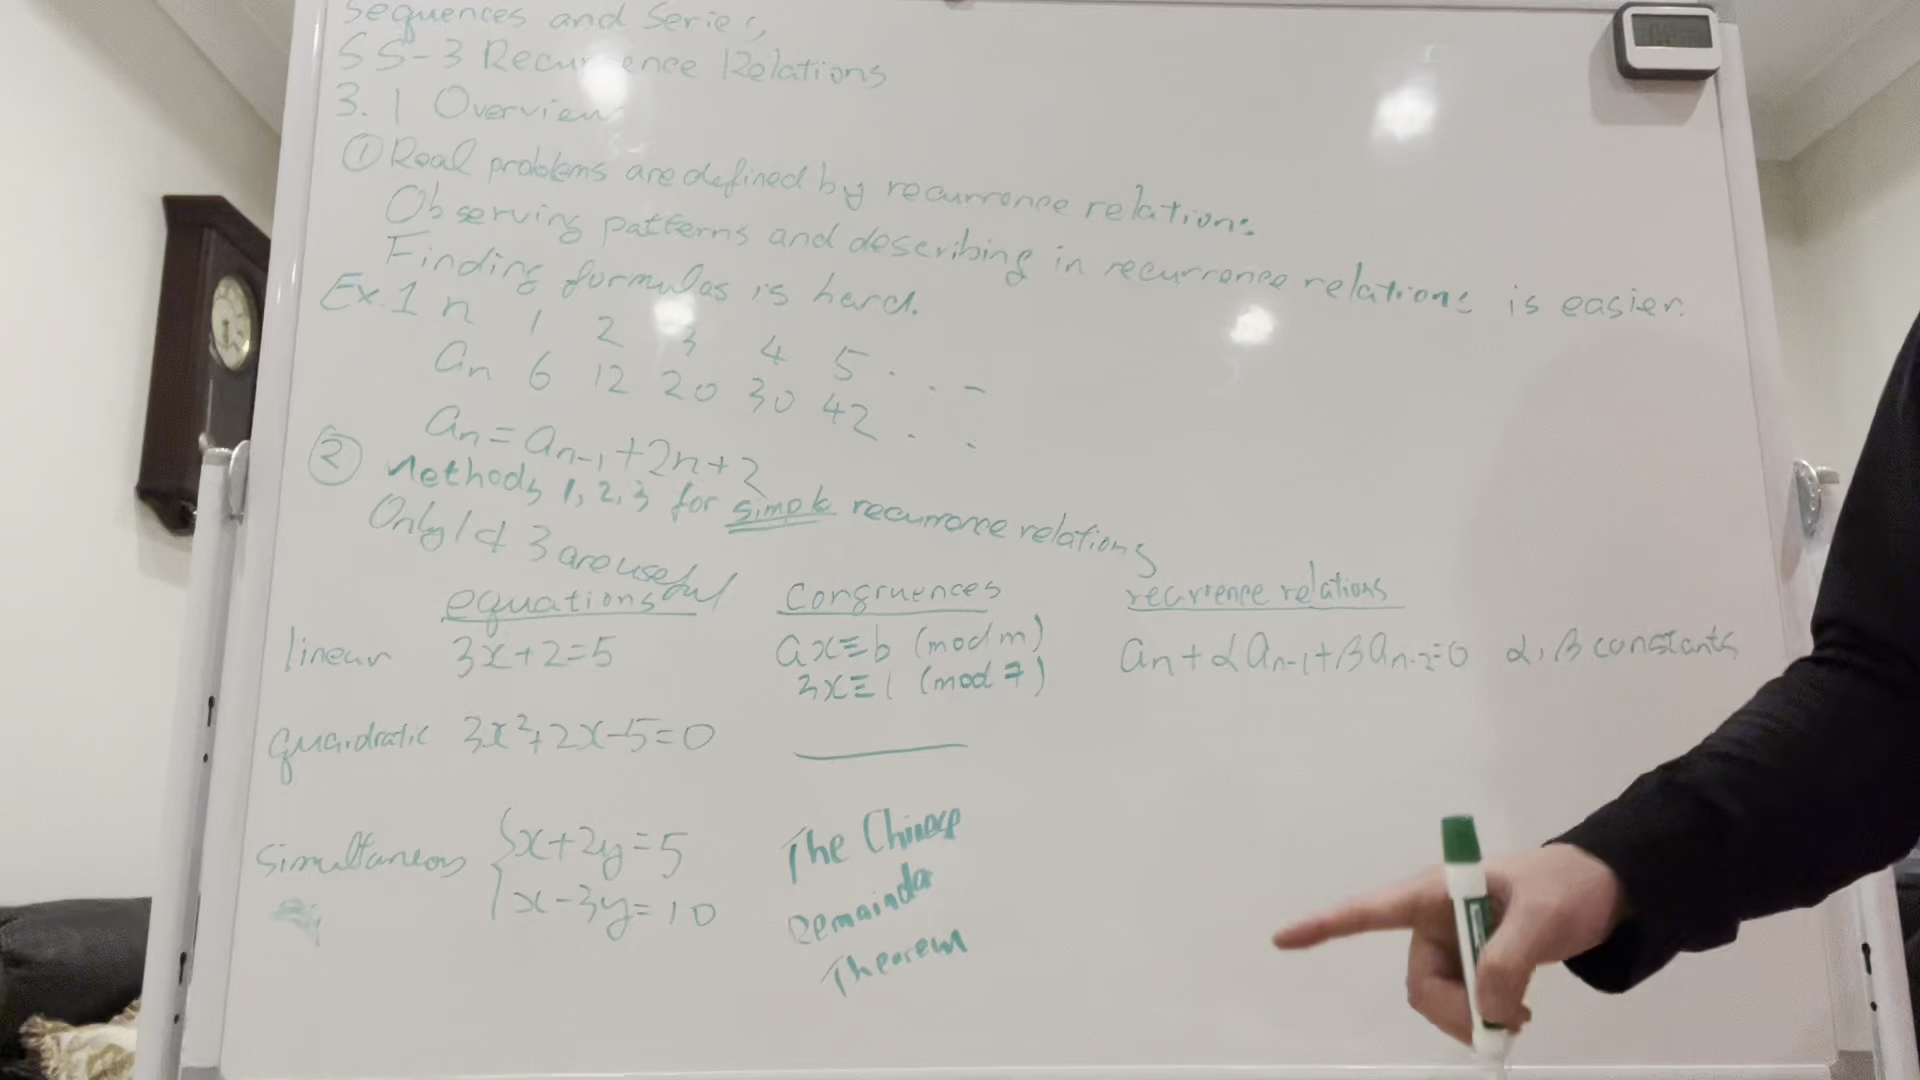 Sequences and Series
SS-3 Recurrence Relations
3.1 Overview
① Real problems are defined by recurrence relations.
Observing patterns and describing in recurrence relations is easier.
Finding formulas is hard.
Ex.1 n 1 2 3 4 5 . . .
an 6 12 20 30 42 . .
an = an-1 + 2n + 2
② Methods 1, 2, 3 for simple recurrence relations
Only 1 & 3 are useful
equations congruences recurrence relations
linear 3x+2=5 ax≡b (mod m) an+αan-1+βan-2=0 α, β constants
3x≡1 (mod 7)
quadratic 3x²+2x-5=0
simultaneous { x+2y=5 The Chinese
x-3y=10 Remainder
Theorem